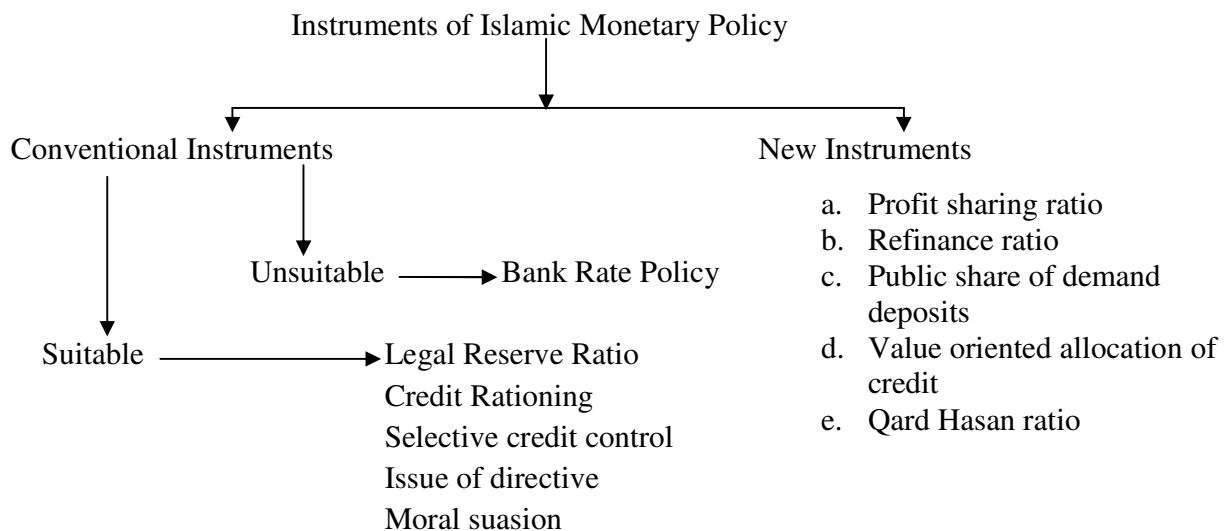 Instruments of Islamic Monetary Policy
Conventional Instruments
New Instruments
Unsuitable
Bank Rate Policy
Suitable
Legal Reserve Ratio
Credit Rationing
Selective credit control
Issue of directive
Moral suasion
a. Profit sharing ratio
b. Refinance ratio
c. Public share of demand
deposits
d. Value oriented allocation of
credit
e. Qard Hasan ratio